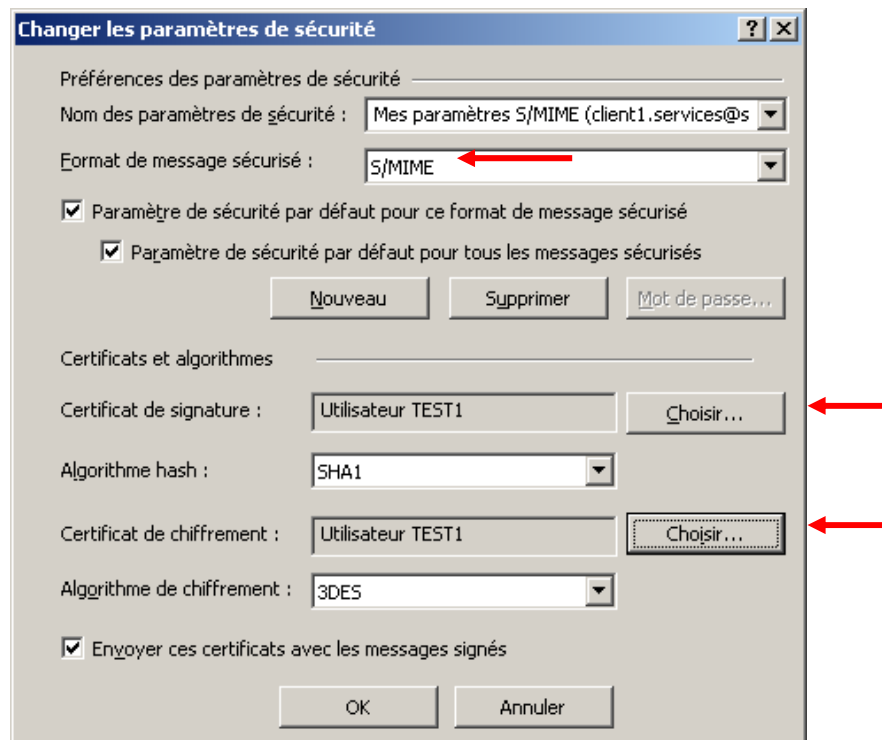 Changer les paramètres de sécurité
Préférences des paramètres de sécurité
Nom des paramètres de sécurité : Mes paramètres S/MIME (client1.services@s
Format de message sécurisé : S/MIME
Paramètre de sécurité par défaut pour ce format de message sécurisé
Paramètre de sécurité par défaut pour tous les messages sécurisés
Nouveau Supprimer Mot de passe...
Certificats et algorithmes
Certificat de signature : Utilisateur TEST1 Choisir...
Algorithme hash : SHA1
Certificat de chiffrement : Utilisateur TEST1 Choisir...
Algorithme de chiffrement : 3DES
Envoyer ces certificats avec les messages signés
OK Annuler